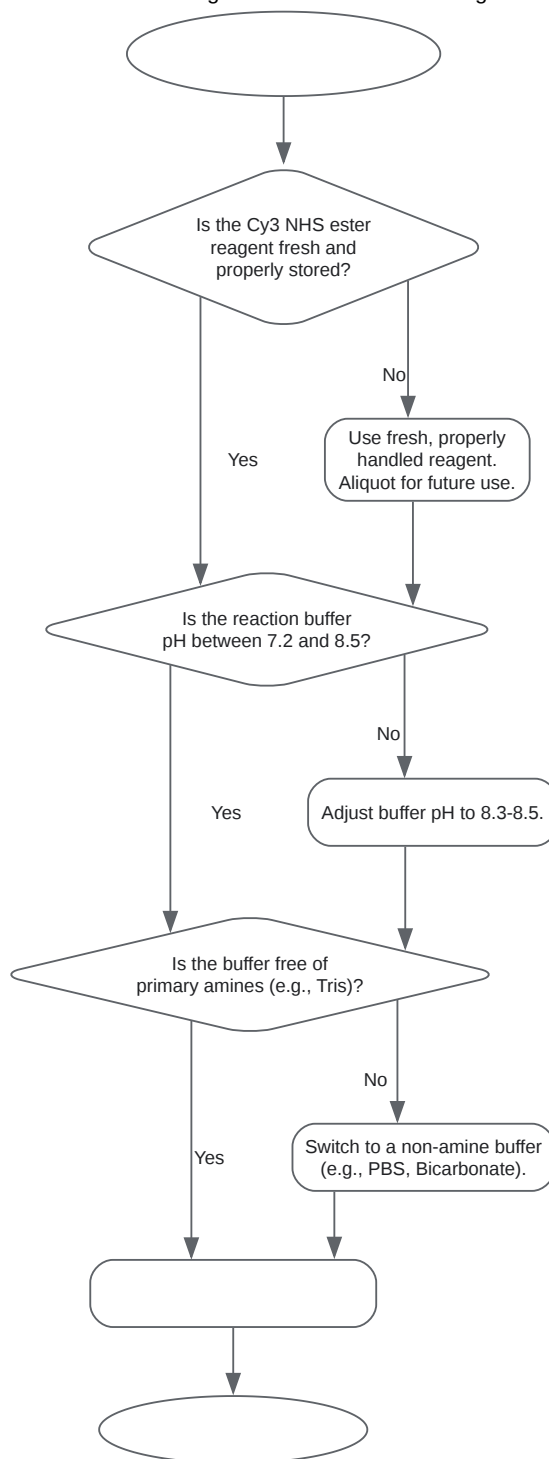 Is the Cy3 NHS ester
reagent fresh and
properly stored?
No
Use fresh, properly
handled reagent.
Aliquot for future use.
Yes
Is the reaction buffer
pH between 7.2 and 8.5?
No
Adjust buffer pH to 8.3-8.5.
Yes
Is the buffer free of
primary amines (e.g., Tris)?
No
Switch to a non-amine buffer
(e.g., PBS, Bicarbonate).
Yes